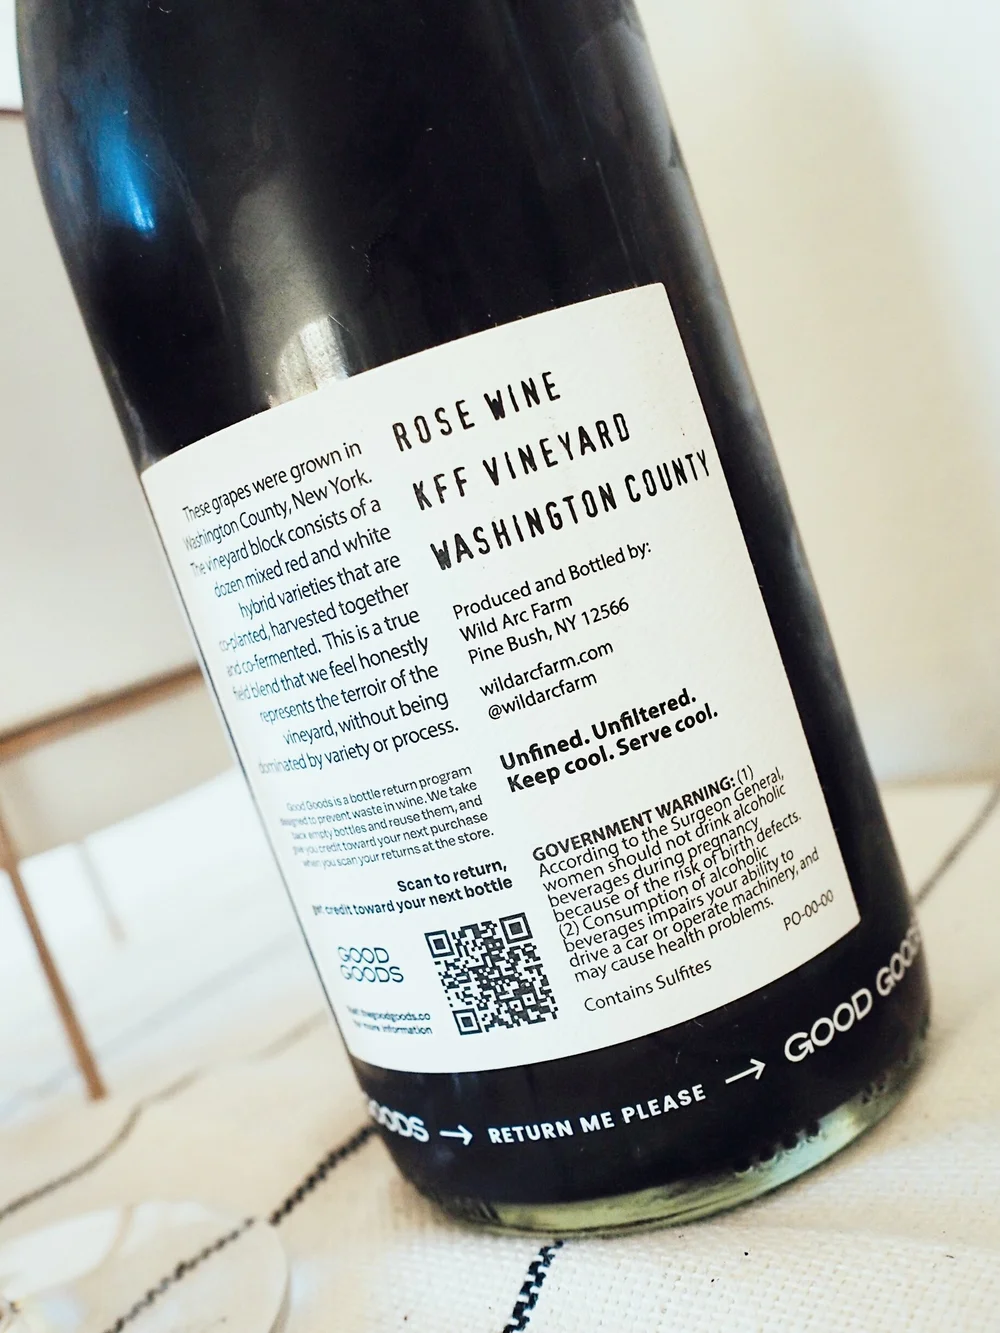 These grapes were grown in
Washington County, New York.
The vineyard block consists of a
dozen mixed red and white
hybrid varieties that are
co-planted, harvested together
and co-fermented. This is a true
field blend that we feel honestly
represents the terroir of the
vineyard, without being
dominated by variety or process.
Good Goods is a bottle return program
designed to prevent waste in wine. We take
back empty bottles and reuse them, and
give you credit toward your next purchase
when you scan your returns at the store.
Scan to return,
get credit toward your next bottle
GOOD
GOODS
thegoodgoods.co
for more information
ROSE WINE
KFF VINEYARD
WASHINGTON COUNTY
Produced and Bottled by:
Wild Arc Farm
Pine Bush, NY 12566
wildarcfarm.com
@wildarcfarm
Unfined. Unfiltered.
Keep cool. Serve cool.
GOVERNMENT WARNING: (1)
According to the Surgeon General,
women should not drink alcoholic
beverages during pregnancy
because of the risk of birth defects.
(2) Consumption of alcoholic
beverages impairs your ability to
drive a car or operate machinery, and
may cause health problems.
PO-00-00
Contains Sulfites
GOODS → RETURN ME PLEASE → GOOD GOODS